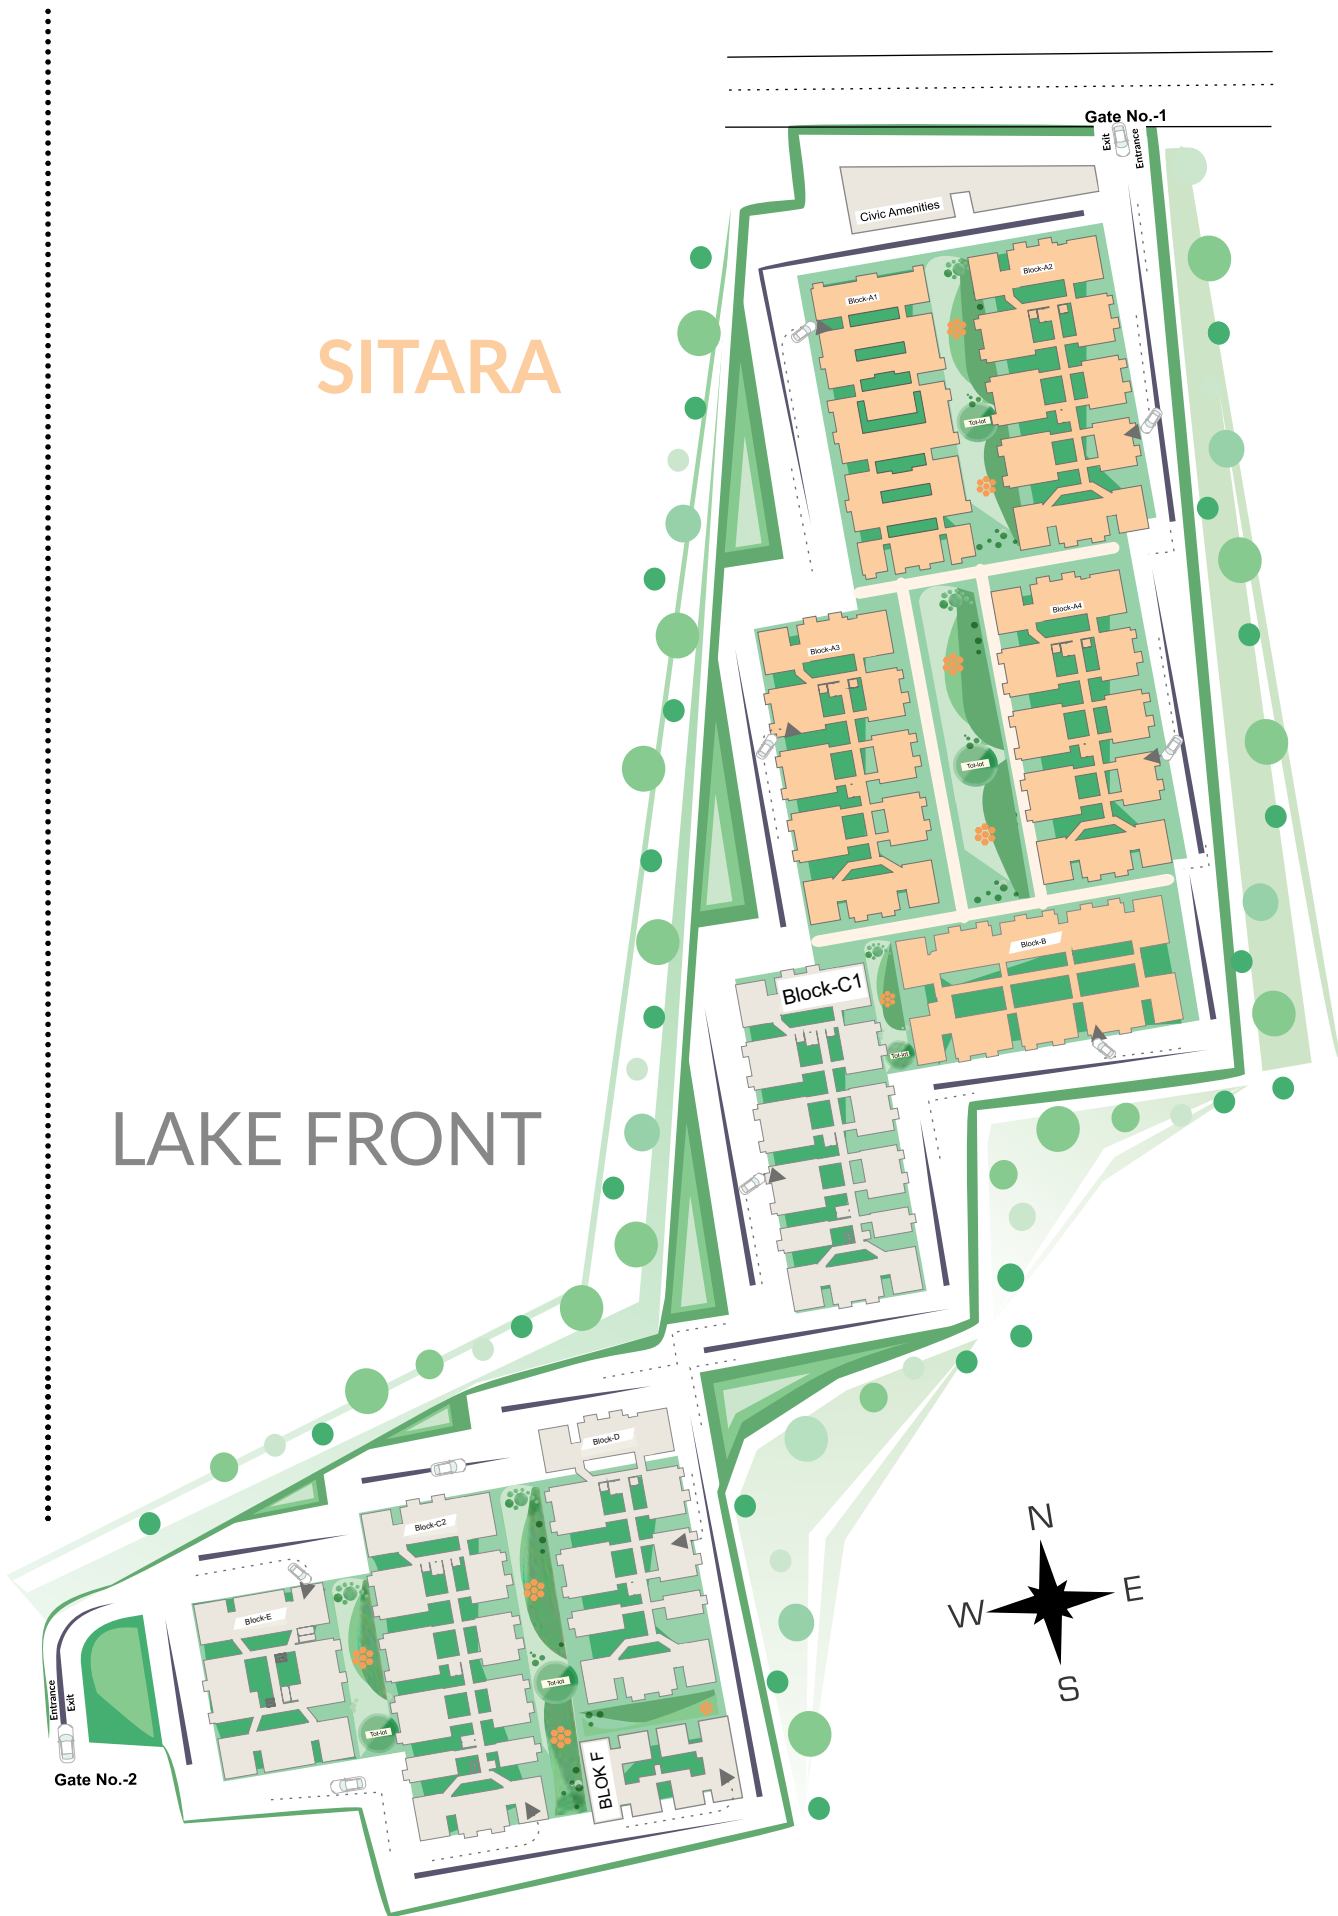 Gate No.-1
Exit
Entrance
Civic Amenities
Block-A2
Block-A1
SITARA
Tot-lot
Block-A4
Block-A3
Tot-lot
Block-B
Block-C1
Tot-lot
LAKE FRONT
Block-D
Block-C2
N
W
E
S
Block-E
Tot-lot
Entrance
Exit
Tot-lot
BLOK F
Gate No.-2